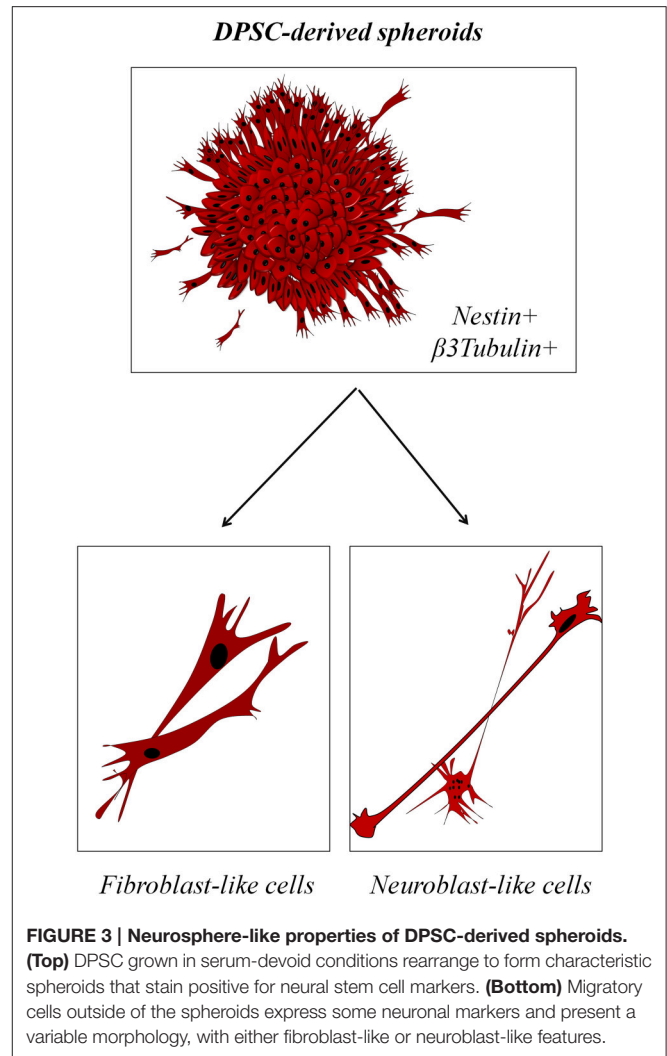 DPSC-derived spheroids
Nestin+
β3Tubulin+
Fibroblast-like cells
Neuroblast-like cells
FIGURE 3 | Neurosphere-like properties of DPSC-derived spheroids.
(Top) DPSC grown in serum-devoid conditions rearrange to form characteristic
spheroids that stain positive for neural stem cell markers. (Bottom) Migratory
cells outside of the spheroids express some neuronal markers and present a
variable morphology, with either fibroblast-like or neuroblast-like features.